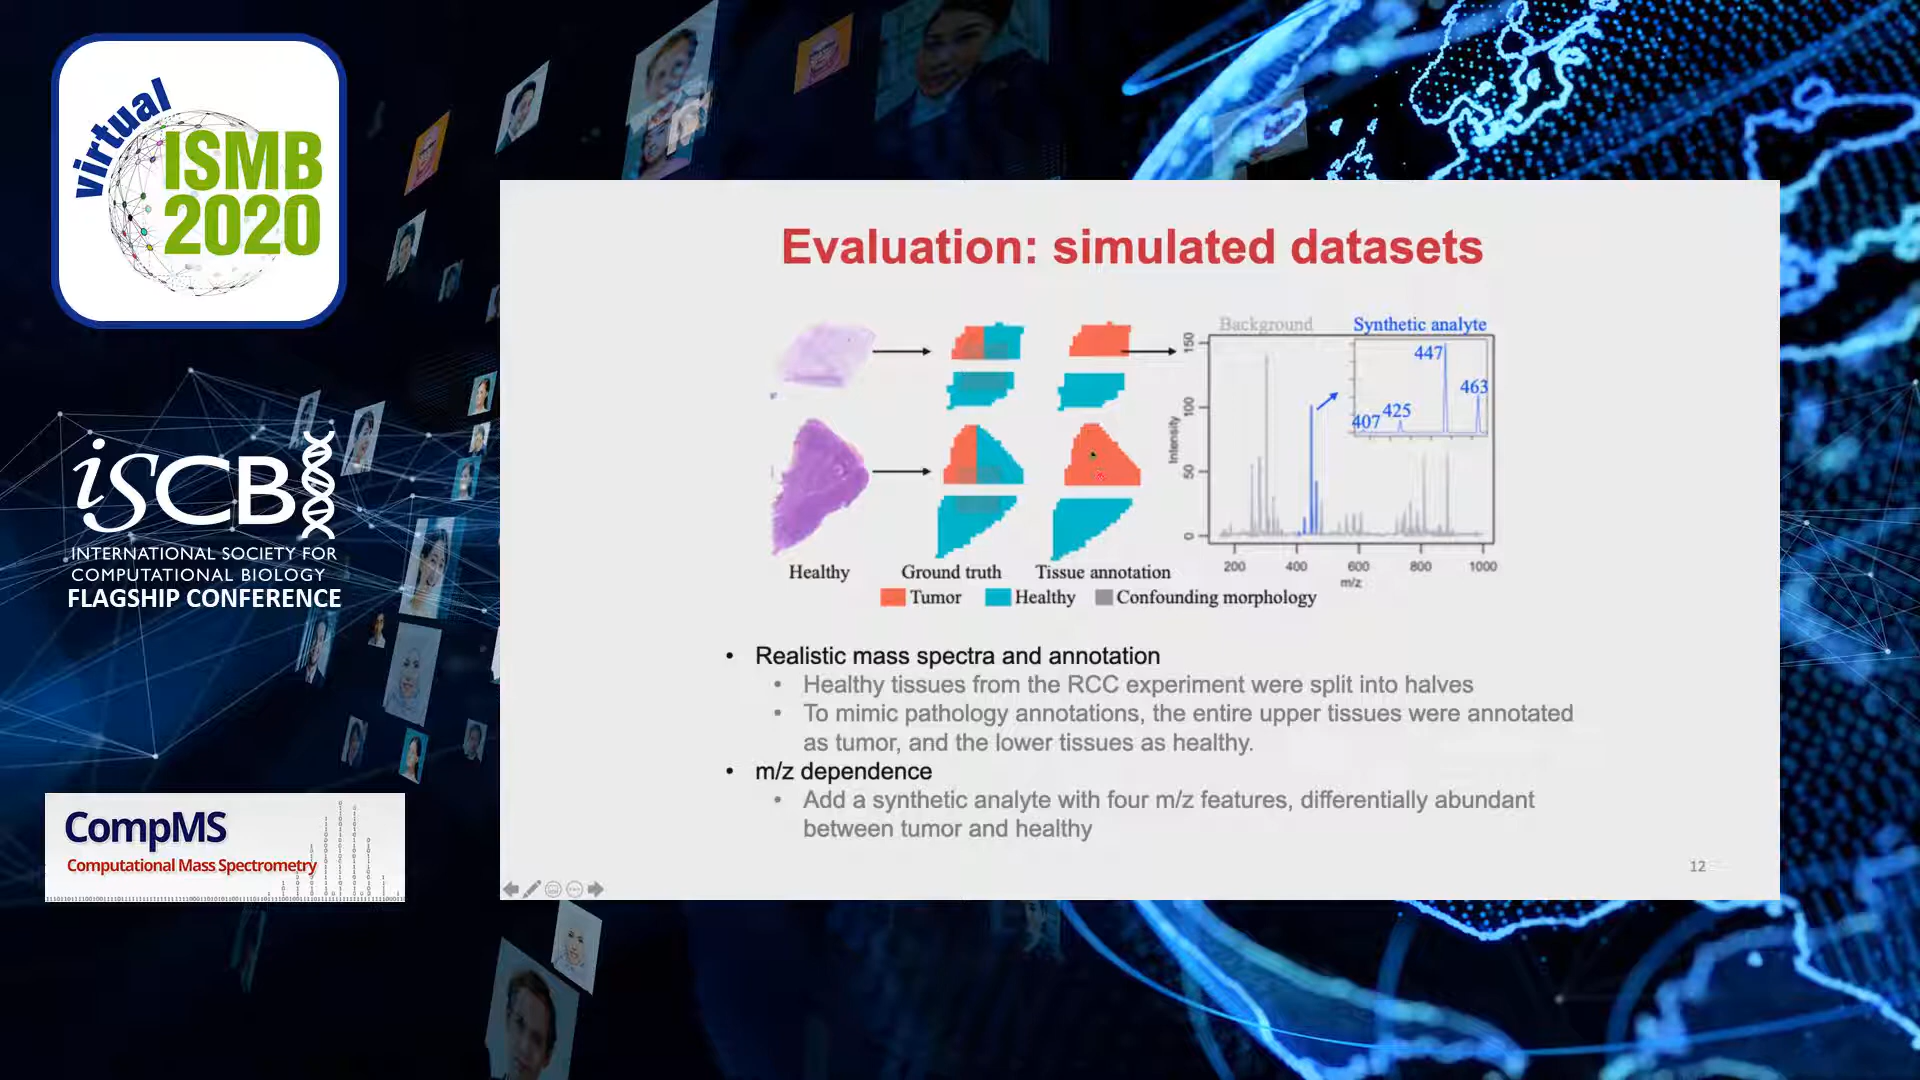 virtual
ISMB
2020
iSCB
INTERNATIONAL SOCIETY FOR
COMPUTATIONAL BIOLOGY
FLAGSHIP CONFERENCE
CompMS
Computational Mass Spectrometry
Evaluation: simulated datasets
Background
Synthetic analyte
447
463
425
407
150
100
50
0
Intensity
200 400 600 800 1000
m/z
Healthy
Ground truth
Tissue annotation
Tumor
Healthy
Confounding morphology
• Realistic mass spectra and annotation
• Healthy tissues from the RCC experiment were split into halves
• To mimic pathology annotations, the entire upper tissues were annotated
as tumor, and the lower tissues as healthy.
• m/z dependence
• Add a synthetic analyte with four m/z features, differentially abundant
between tumor and healthy
12